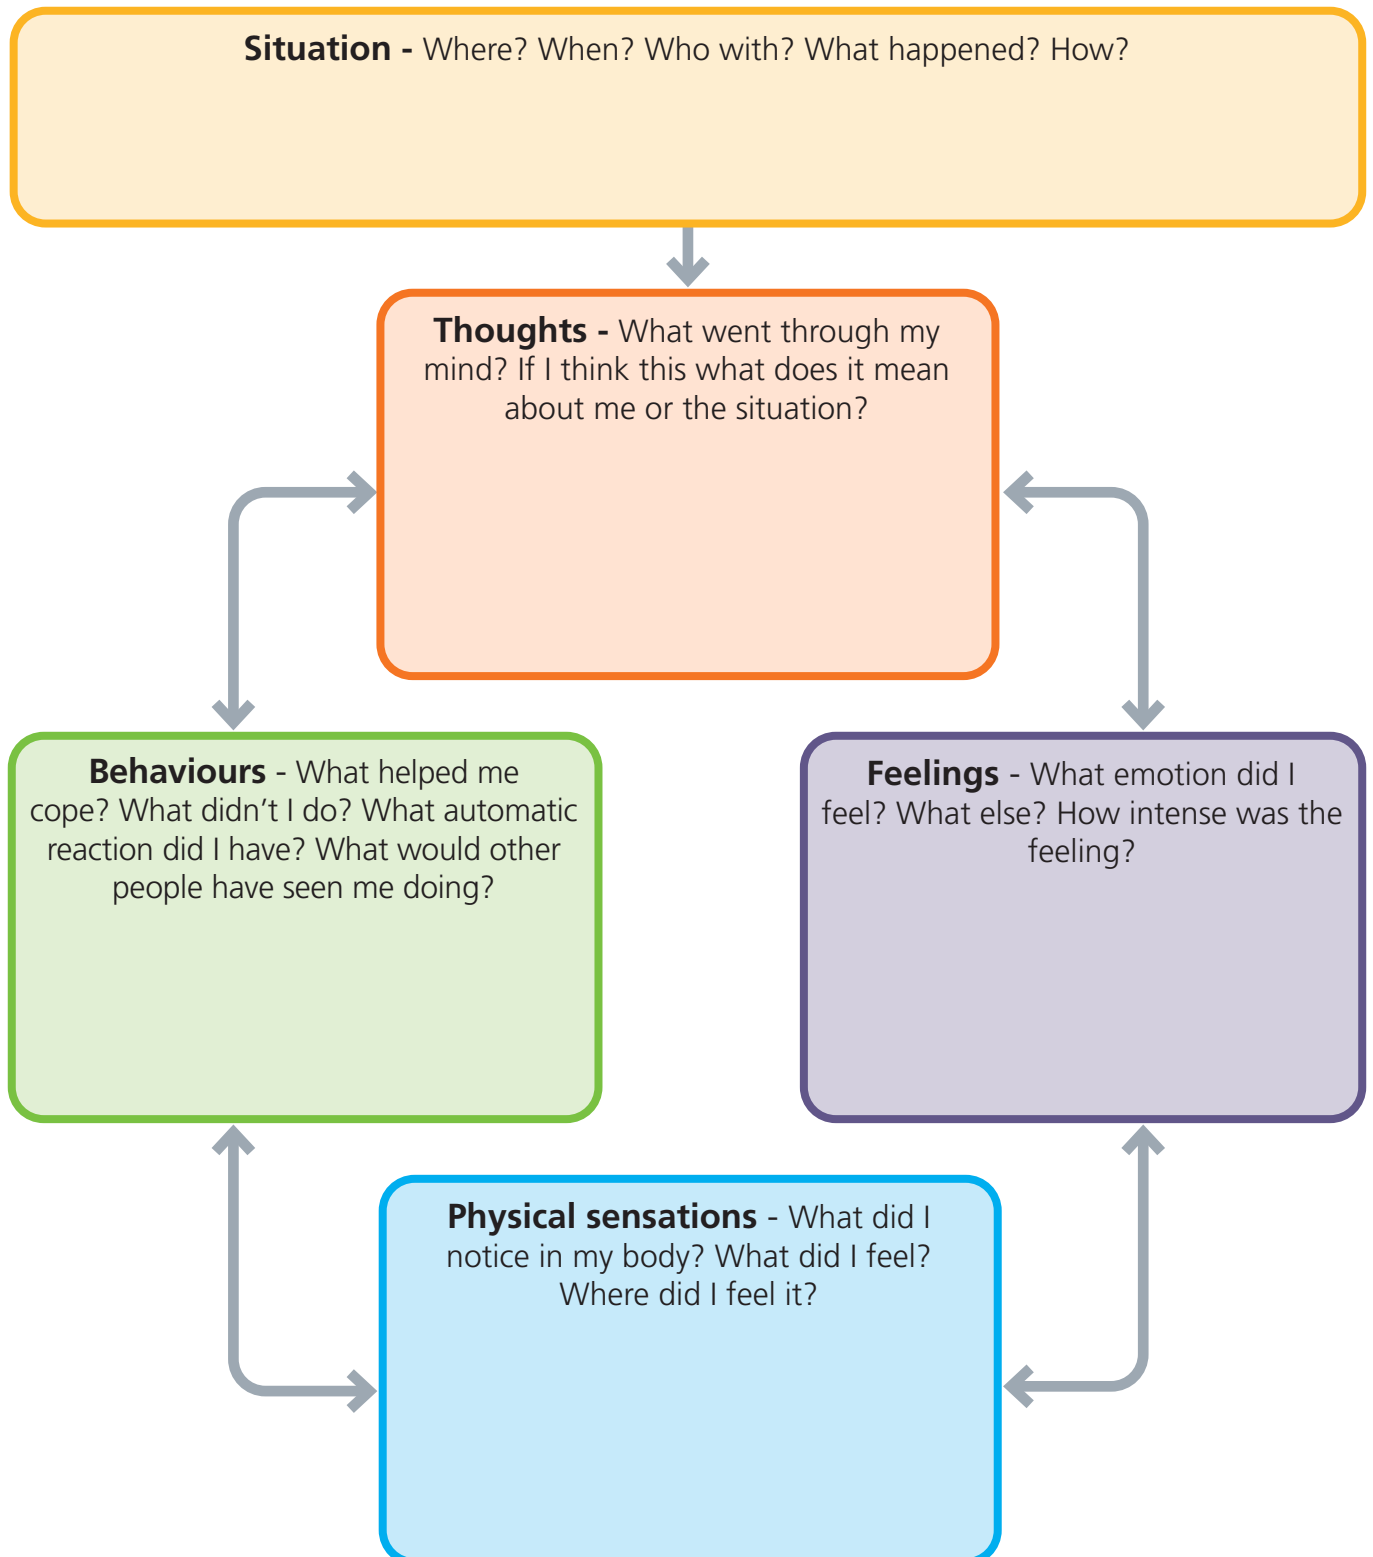 Situation - Where? When? Who with? What happened? How?
Thoughts - What went through my
mind? If I think this what does it mean
about me or the situation?
Behaviours - What helped me
cope? What didn’t I do? What automatic
reaction did I have? What would other
people have seen me doing?
Feelings - What emotion did I
feel? What else? How intense was the
feeling?
Physical sensations - What did I
notice in my body? What did I feel?
Where did I feel it?